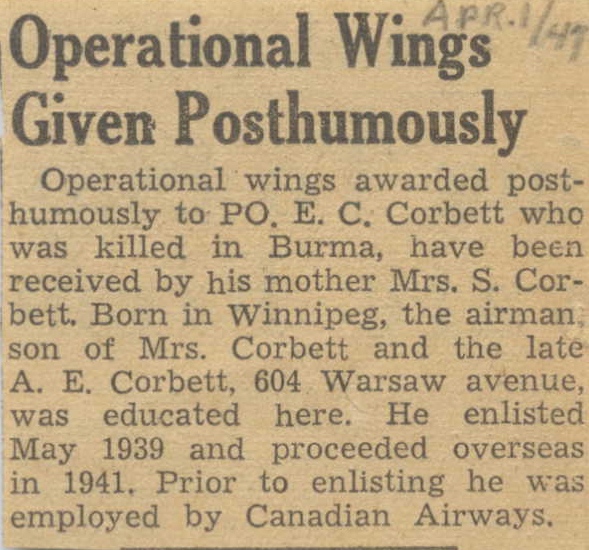 APR. 1/47
Operational Wings
Given Posthumously
Operational wings awarded post-
humously to PO. E. C. Corbett who
was killed in Burma, have been
received by his mother Mrs. S. Cor-
bett. Born in Winnipeg, the airman,
son of Mrs. Corbett and the late
A. E. Corbett, 604 Warsaw avenue,
was educated here. He enlisted
May 1939 and proceeded overseas
in 1941. Prior to enlisting he was
employed by Canadian Airways.